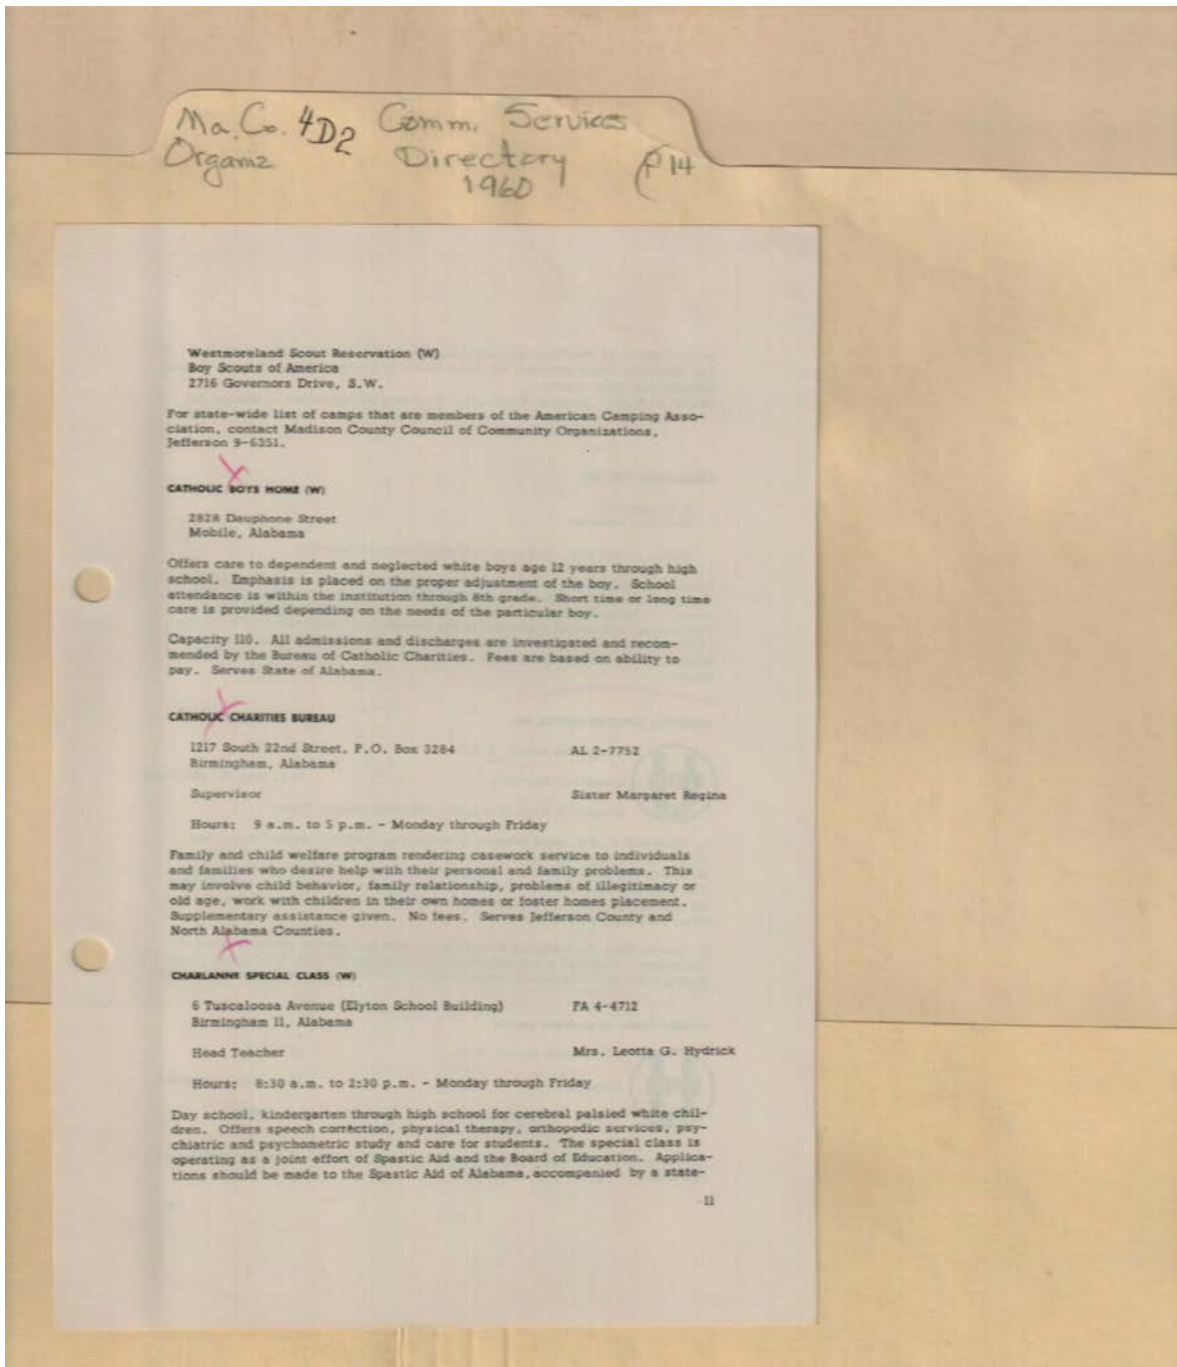 Ma. Co. 4D2 Comm. Services
Organz Directory (P 14
1960
Westmoreland Scout Reservation (W)
Boy Scouts of America
2716 Governors Drive, S.W.
For state-wide list of camps that are members of the American Camping Asso-
ciation, contact Madison County Council of Community Organizations,
Jefferson 9-6351.
CATHOLIC BOYS HOME (W)
2828 Dauphone Street
Mobile, Alabama
Offers care to dependent and neglected white boys age 12 years through high
school. Emphasis is placed on the proper adjustment of the boy. School
attendance is within the institution through 8th grade. Short time or long time
care is provided depending on the needs of the particular boy.
Capacity 110. All admissions and discharges are investigated and recom-
mended by the Bureau of Catholic Charities. Fees are based on ability to
pay. Serves State of Alabama.
CATHOLIC CHARITIES BUREAU
1217 South 22nd Street, P.O. Box 3284 AL 2-7752
Birmingham, Alabama
Supervisor Sister Margaret Regina
Hours: 9 a.m. to 5 p.m. - Monday through Friday
Family and child welfare program rendering casework service to individuals
and families who desire help with their personal and family problems. This
may involve child behavior, family relationship, problems of illegitimacy or
old age, work with children in their own homes or foster homes placement.
Supplementary assistance given. No fees. Serves Jefferson County and
North Alabama Counties.
CHARLANNE SPECIAL CLASS (W)
6 Tuscaloosa Avenue (Elyton School Building) FA 4-4712
Birmingham 11, Alabama
Head Teacher Mrs. Leotta G. Hydrick
Hours: 8:30 a.m. to 2:30 p.m. - Monday through Friday
Day school, kindergarten through high school for cerebral palsied white chil-
dren. Offers speech correction, physical therapy, orthopedic services, psy-
chiatric and psychometric study and care for students. The special class is
operating as a joint effort of Spastic Aid and the Board of Education. Applica-
tions should be made to the Spastic Aid of Alabama, accompanied by a state-
11